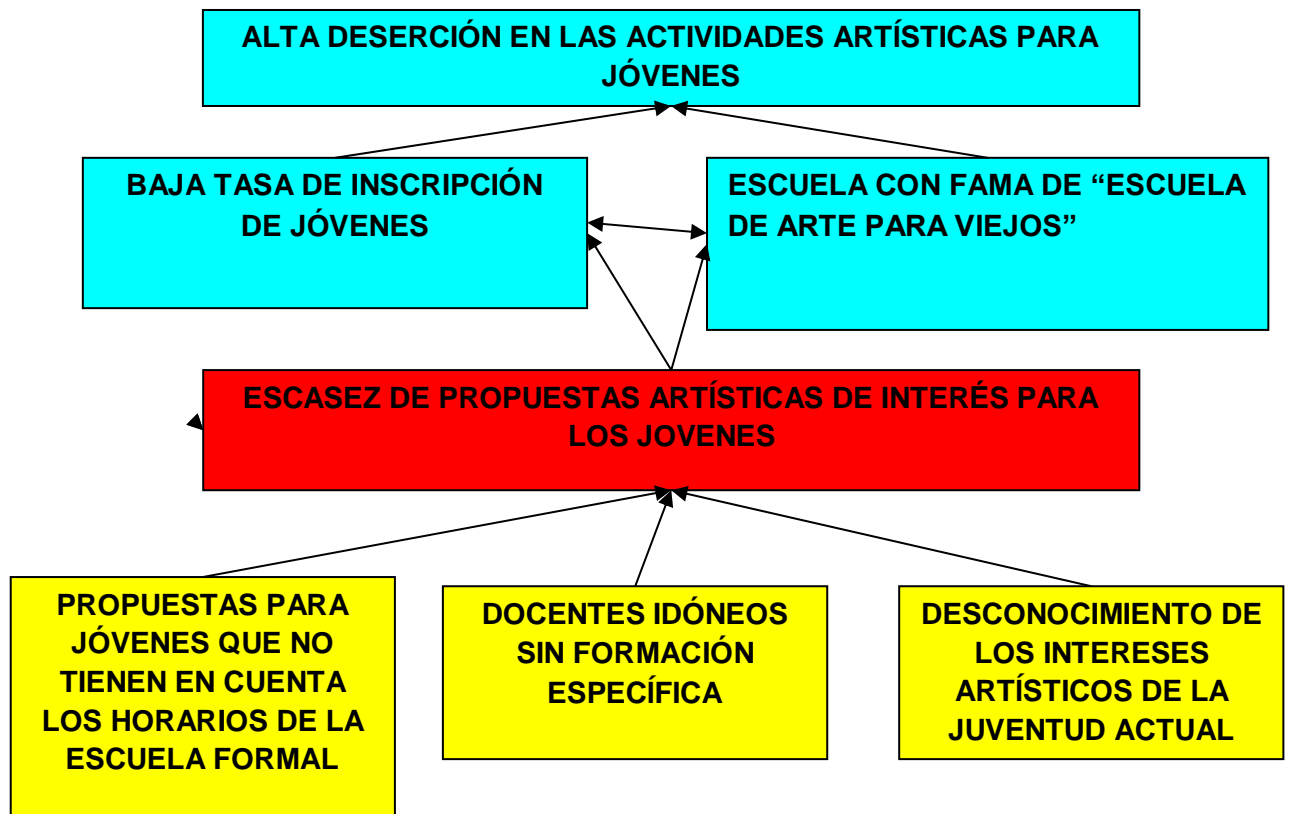 ALTA DESERCIÓN EN LAS ACTIVIDADES ARTÍSTICAS PARA
JÓVENES
BAJA TASA DE INSCRIPCIÓN
DE JÓVENES
ESCUELA CON FAMA DE “ESCUELA
DE ARTE PARA VIEJOS”
ESCASEZ DE PROPUESTAS ARTÍSTICAS DE INTERÉS PARA
LOS JOVENES
PROPUESTAS PARA
JÓVENES QUE NO
TIENEN EN CUENTA
LOS HORARIOS DE LA
ESCUELA FORMAL
DOCENTES IDÓNEOS
SIN FORMACIÓN
ESPECÍFICA
DESCONOCIMIENTO DE
LOS INTERESES
ARTÍSTICOS DE LA
JUVENTUD ACTUAL